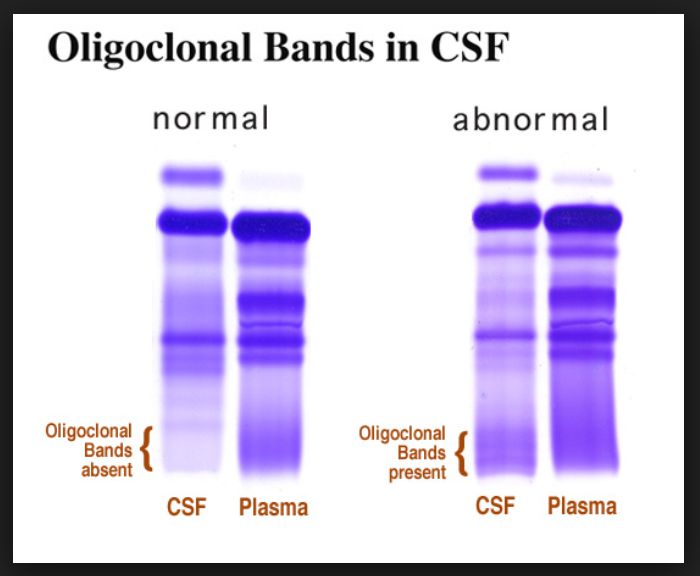 Oligoclonal Bands in CSF
normal
abnormal
Oligoclonal
Bands
absent
CSF
Plasma
Oligoclonal
Bands
present
CSF
Plasma